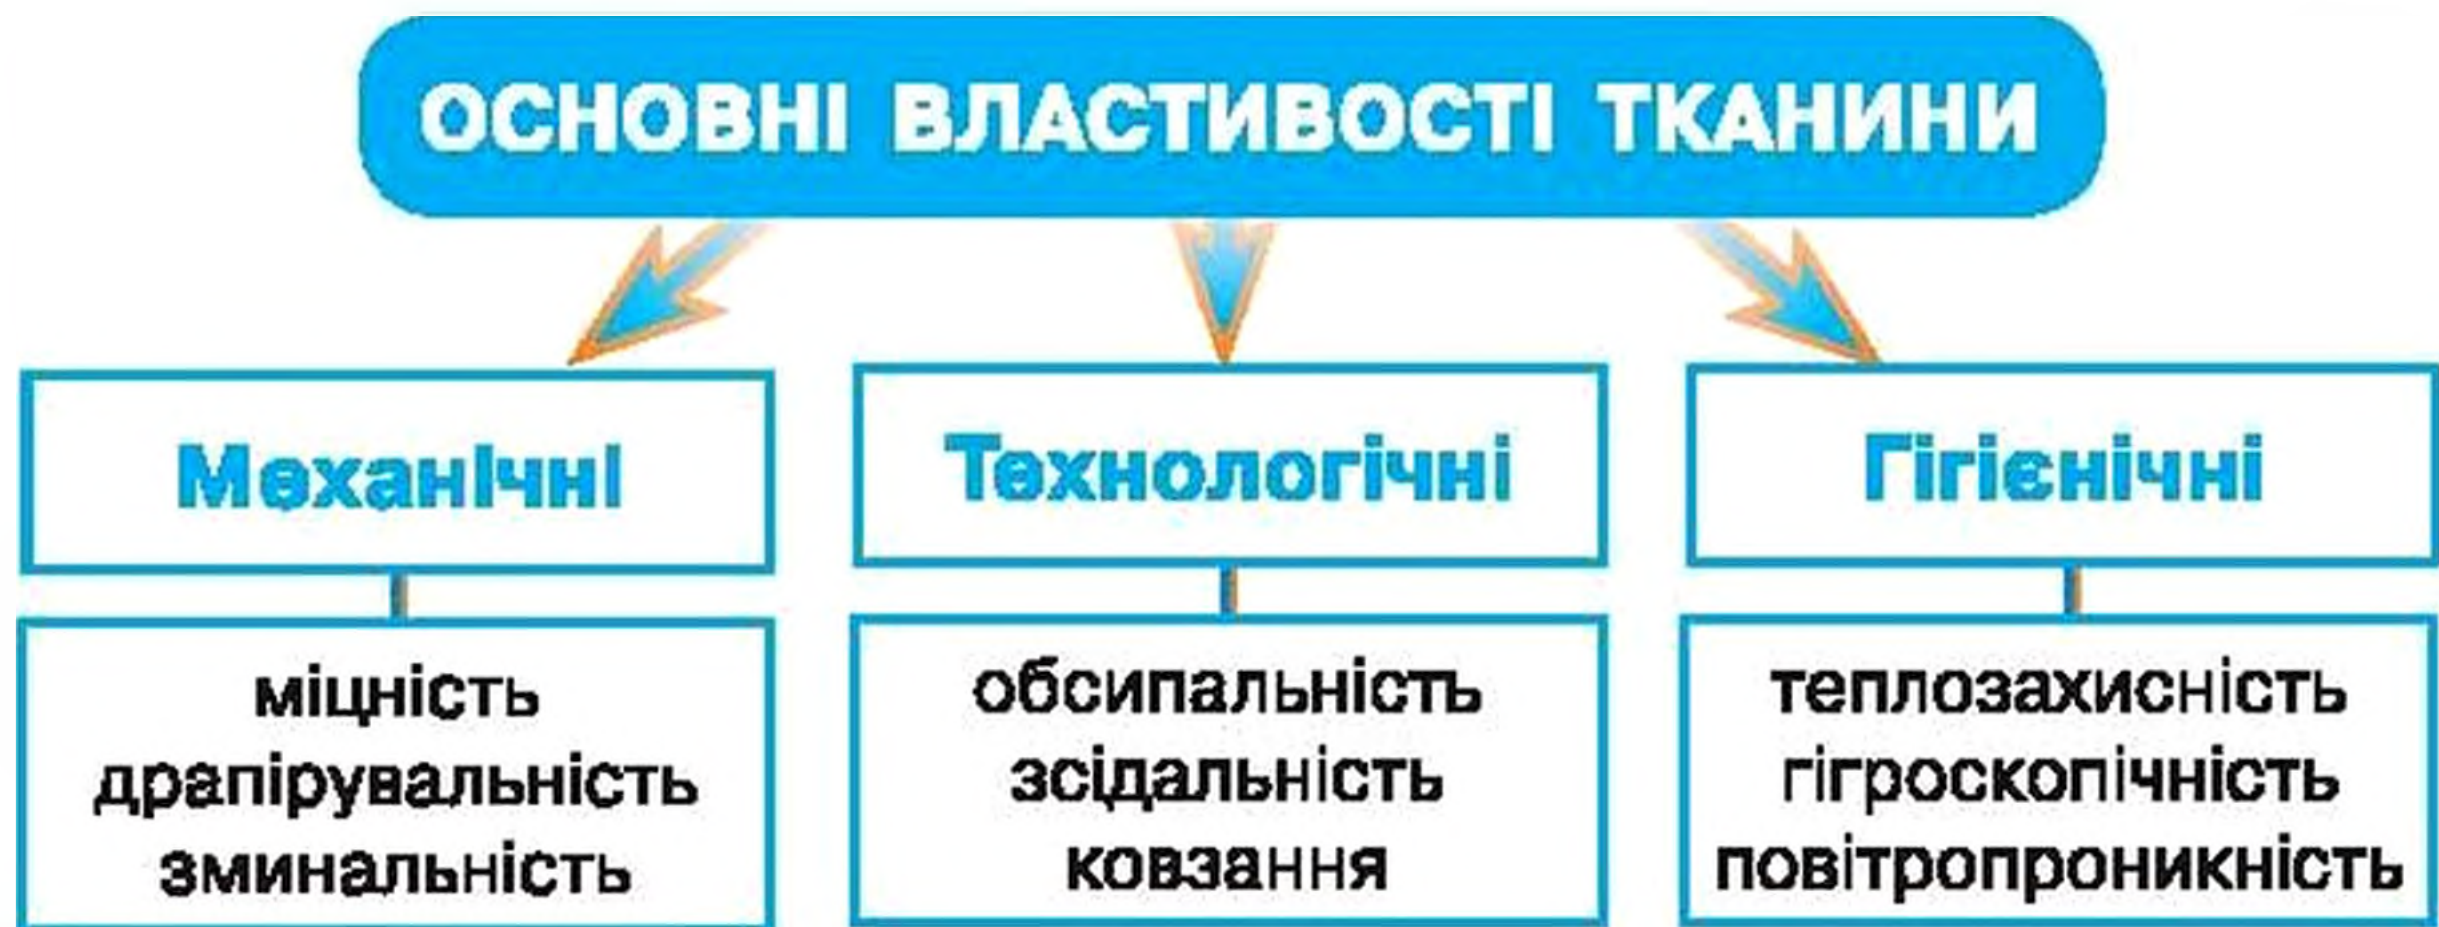 ОСНОВНІ ВЛАСТИВОСТІ ТКАНИНИ
Механічні
міцність
драпірувальність
зминальність
Технологічні
обсипальність
зсідальність
ковзання
Гігієнічні
теплозахисність
гігроскопічність
повітропроникність